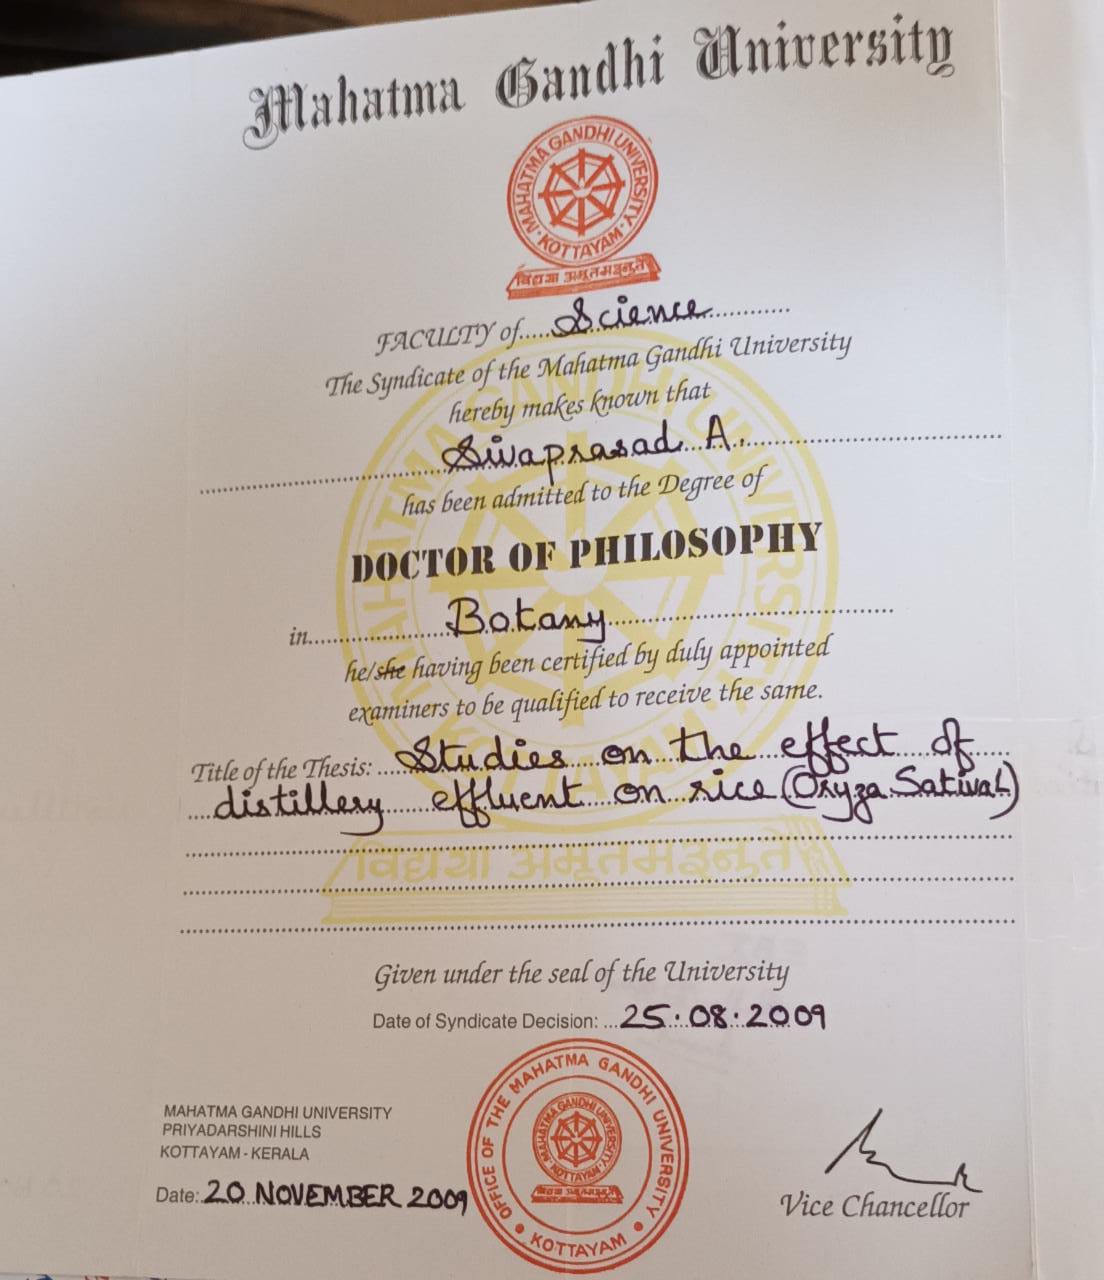 Mahatma Gandhi University
MAHATMA GANDHI UNIVERSITY
· KOTTAYAM ·
विद्यया अमृतमश्नुते
FACULTY of.....Science............
The Syndicate of the Mahatma Gandhi University
hereby makes known that
Sivaprasad. A.
has been admitted to the Degree of
DOCTOR OF PHILOSOPHY
in Botany
he/she having been certified by duly appointed
examiners to be qualified to receive the same.
Title of the Thesis: Studies on the effect of
distillery effluent on rice (Oryza Sativa L)
विद्यया अमृतमश्नुते
Given under the seal of the University
Date of Syndicate Decision: 25.08.2009
OFFICE OF THE MAHATMA GANDHI UNIVERSITY
• KOTTAYAM •
MAHATMA GANDHI UNIVERSITY
PRIYADARSHINI HILLS
KOTTAYAM - KERALA
Date: 20 NOVEMBER 2009
Vice Chancellor